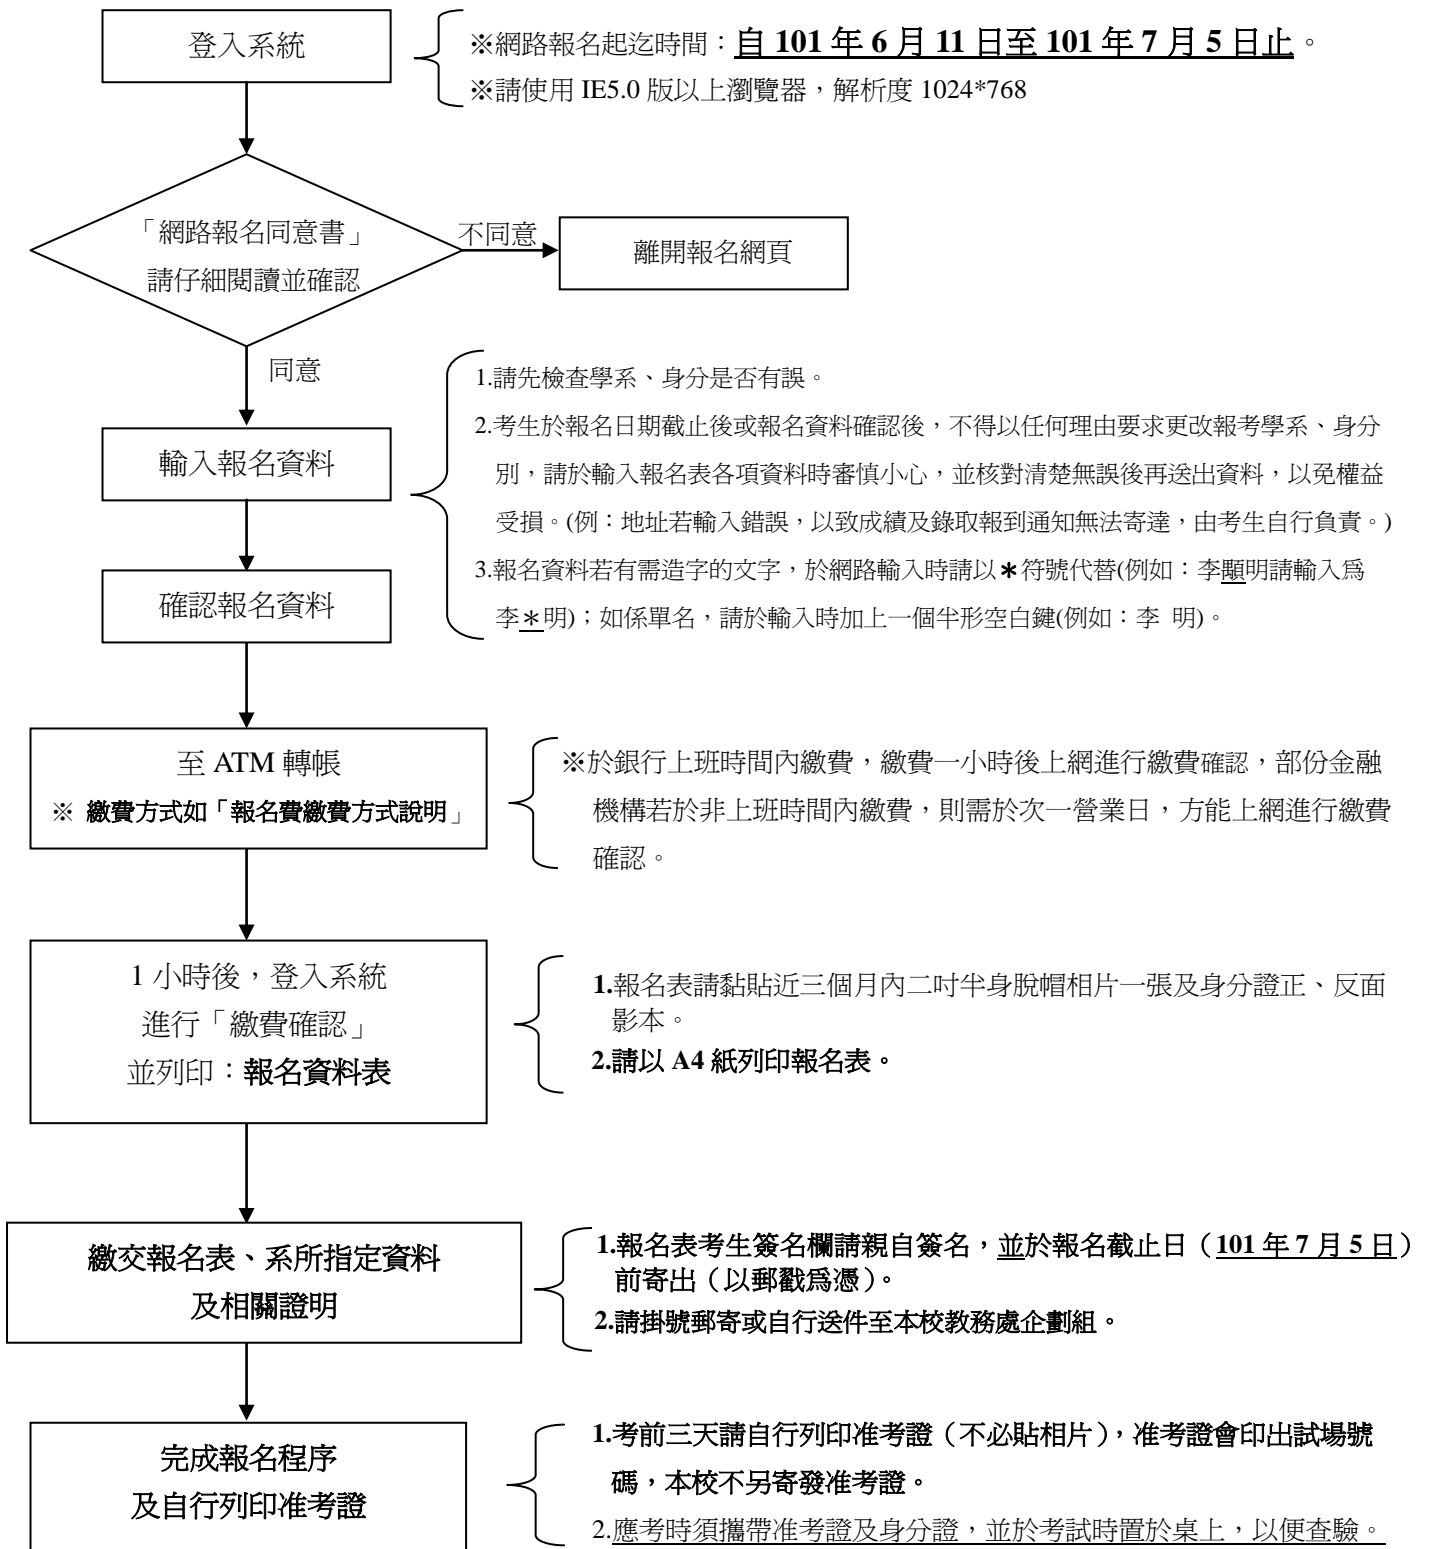 登入系統
※網路報名起迄時間：自 101 年 6 月 11 日至 101 年 7 月 5 日止。
※請使用 IE5.0 版以上瀏覽器，解析度 1024*768
「網路報名同意書」
請仔細閱讀並確認
不同意
離開報名網頁
同意
1.請先檢查學系、身分是否有誤。
2.考生於報名日期截止後或報名資料確認後，不得以任何理由要求更改報考學系、身分
別，請於輸入報名表各項資料時審慎小心，並核對清楚無誤後再送出資料，以免權益
受損。(例：地址若輸入錯誤，以致成績及錄取報到通知無法寄達，由考生自行負責。)
3.報名資料若有需造字的文字，於網路輸入時請以＊符號代替(例如：李顯明請輸入為
李＊明)；如係單名，請於輸入時加上一個半形空白鍵(例如：李 明)。
輸入報名資料
確認報名資料
至 ATM 轉帳
※ 繳費方式如「報名費繳費方式說明」
※於銀行上班時間內繳費，繳費一小時後上網進行繳費確認，部份金融
機構若於非上班時間內繳費，則需於次一營業日，方能上網進行繳費
確認。
1 小時後，登入系統
進行「繳費確認」
並列印：報名資料表
1.報名表請黏貼近三個月內二吋半身脫帽相片一張及身分證正、反面
影本。
2.請以 A4 紙列印報名表。
繳交報名表、系所指定資料
及相關證明
1.報名表考生簽名欄請親自簽名，並於報名截止日（101 年 7 月 5 日）
前寄出（以郵戳為憑）。
2.請掛號郵寄或自行送件至本校教務處企劃組。
完成報名程序
及自行列印准考證
1.考前三天請自行列印准考證（不必貼相片），准考證會印出試場號
碼，本校不另寄發准考證。
2.應考時須攜帶准考證及身分證，並於考試時置於桌上，以便查驗。